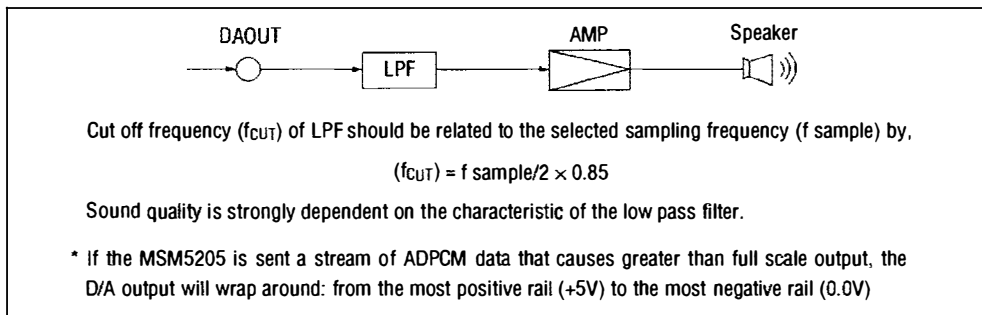 DAOUT
LPF
AMP
Speaker
Cut off frequency (fCUT) of LPF should be related to the selected sampling frequency (f sample) by,
(fCUT) = f sample/2 × 0.85
Sound quality is strongly dependent on the characteristic of the low pass filter.
* If the MSM5205 is sent a stream of ADPCM data that causes greater than full scale output, the
D/A output will wrap around: from the most positive rail (+5V) to the most negative rail (0.0V)